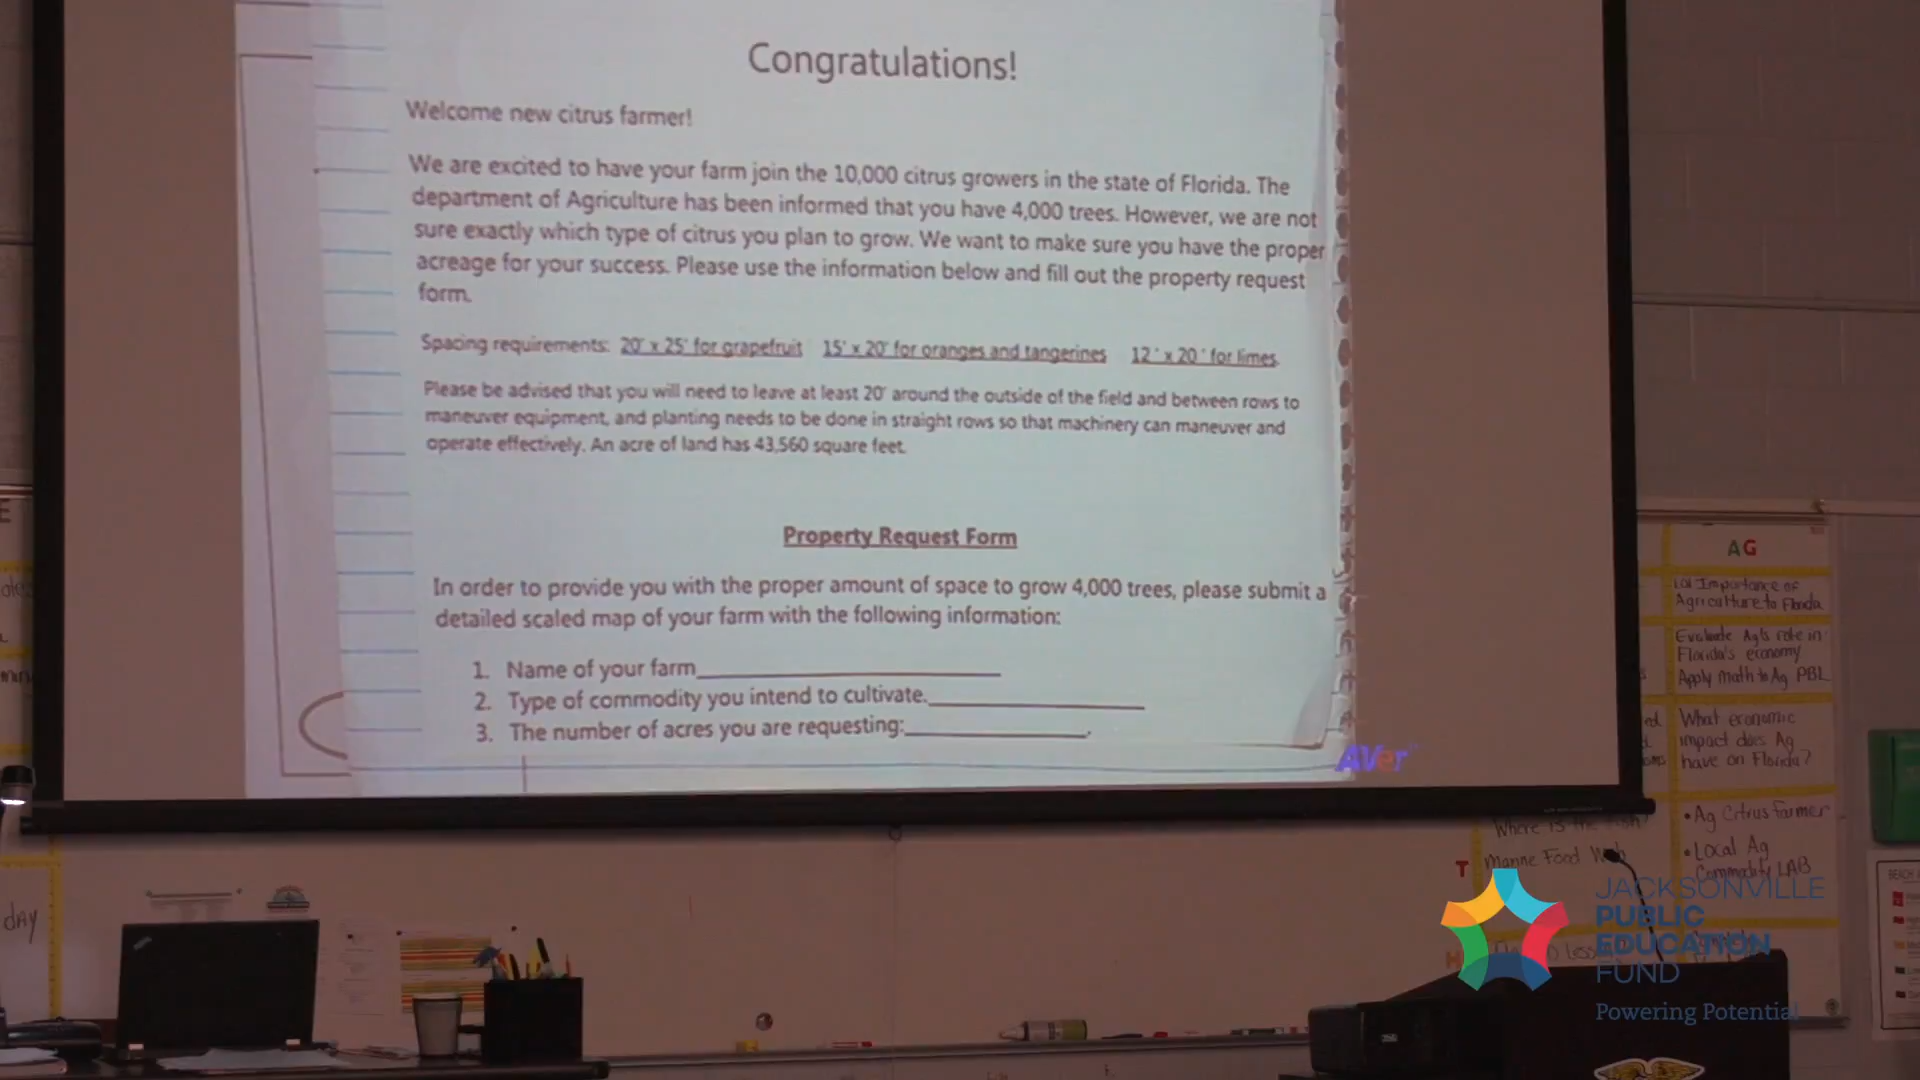 Congratulations!
Welcome new citrus farmer!
We are excited to have your farm join the 10,000 citrus growers in the state of Florida. The
department of Agriculture has been informed that you have 4,000 trees. However, we are not
sure exactly which type of citrus you plan to grow. We want to make sure you have the proper
acreage for your success. Please use the information below and fill out the property request
form.
Spacing requirements: 20' x 25' for grapefruit 15' x 20' for oranges and tangerines 12 ' x 20 ' for limes.
Please be advised that you will need to leave at least 20' around the outside of the field and between rows to
maneuver equipment, and planting needs to be done in straight rows so that machinery can maneuver and
operate effectively. An acre of land has 43,560 square feet.
Property Request Form
In order to provide you with the proper amount of space to grow 4,000 trees, please submit a
detailed scaled map of your farm with the following information:
1. Name of your farm
2. Type of commodity you intend to cultivate.
3. The number of acres you are requesting:
AVer
AG
Importance of
Agriculture to Florida
Evaluate Ag's role in
Florida's economy
Apply Math to Ag PBL
What economic
impact does Ag
have on Florida?
• Ag Citrus farmer
• Local Ag
Commodity LAB
Where is the Fish?
T Marine Food Web
day
JACKSONVILLE
PUBLIC
EDUCATION
FUND
Powering Potential